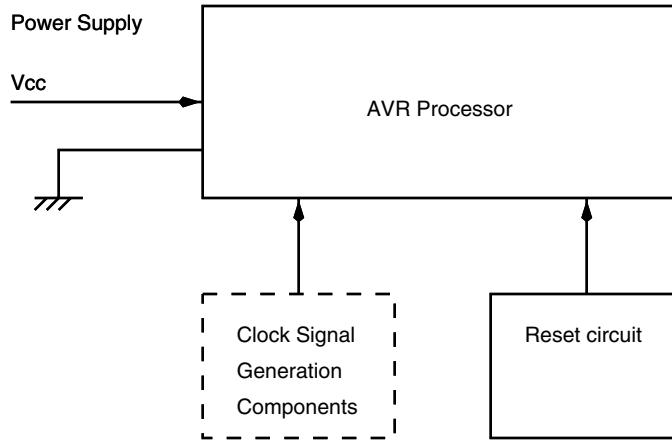 Power Supply
Vcc
AVR Processor
Clock Signal
Generation
Components
Reset circuit